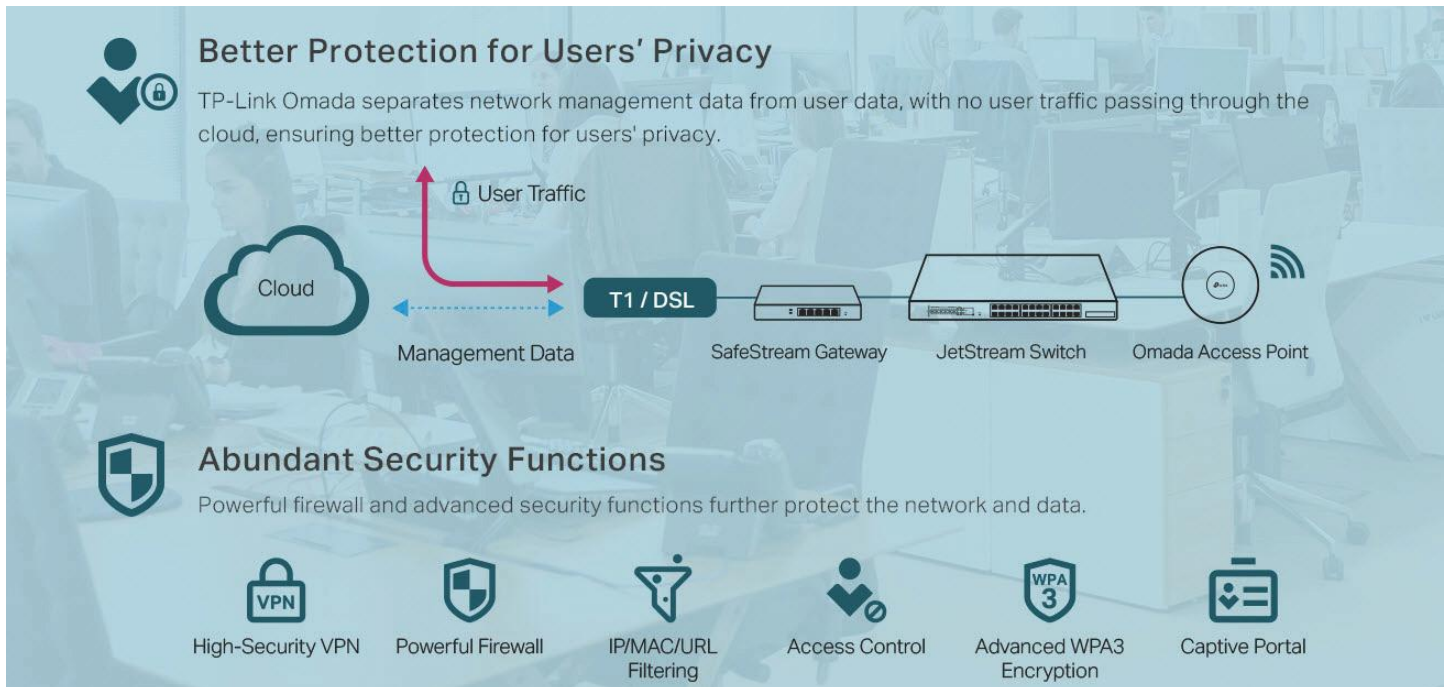 Better Protection for Users' Privacy
TP-Link Omada separates network management data from user data, with no user traffic passing through the
cloud, ensuring better protection for users' privacy.
User Traffic
Cloud
T1 / DSL
Management Data
SafeStream Gateway
JetStream Switch
Omada Access Point
Abundant Security Functions
Powerful firewall and advanced security functions further protect the network and data.
VPN
WPA
3
High-Security VPN
Powerful Firewall
IP/MAC/URL
Filtering
Access Control
Advanced WPA3
Encryption
Captive Portal